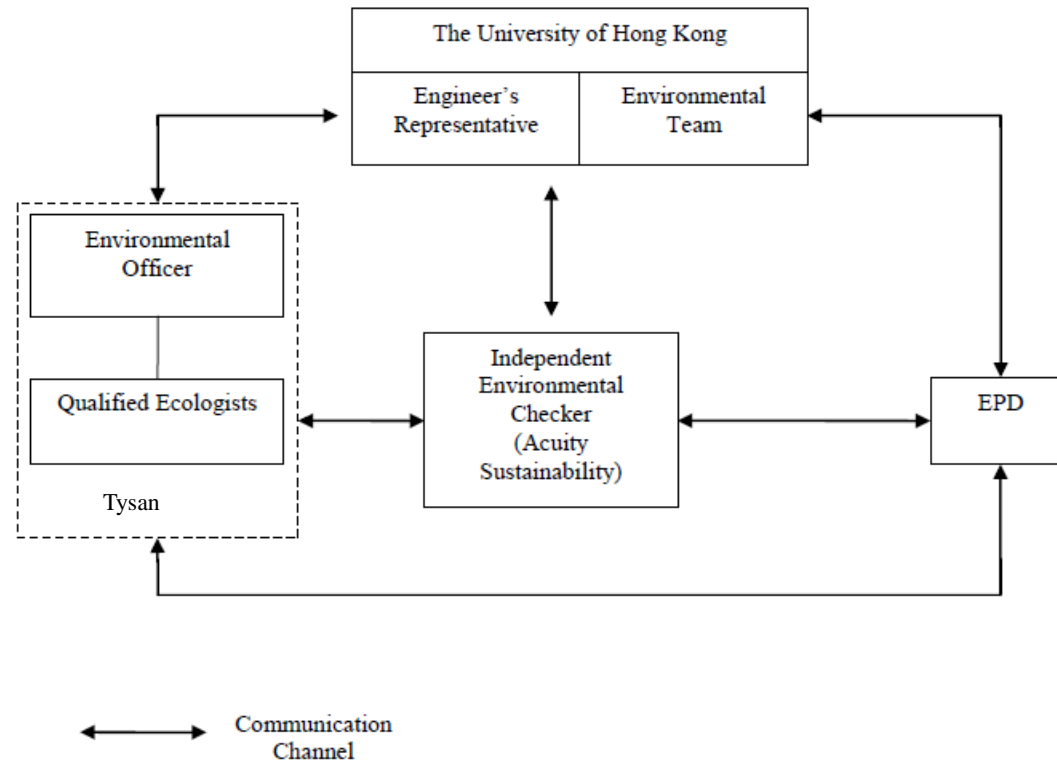 The University of Hong Kong
Engineer's
Representative
Environmental
Team
Environmental
Officer
Qualified Ecologists
Tysan
Independent
Environmental
Checker
(Acuity
Sustainability)
EPD
Communication
Channel